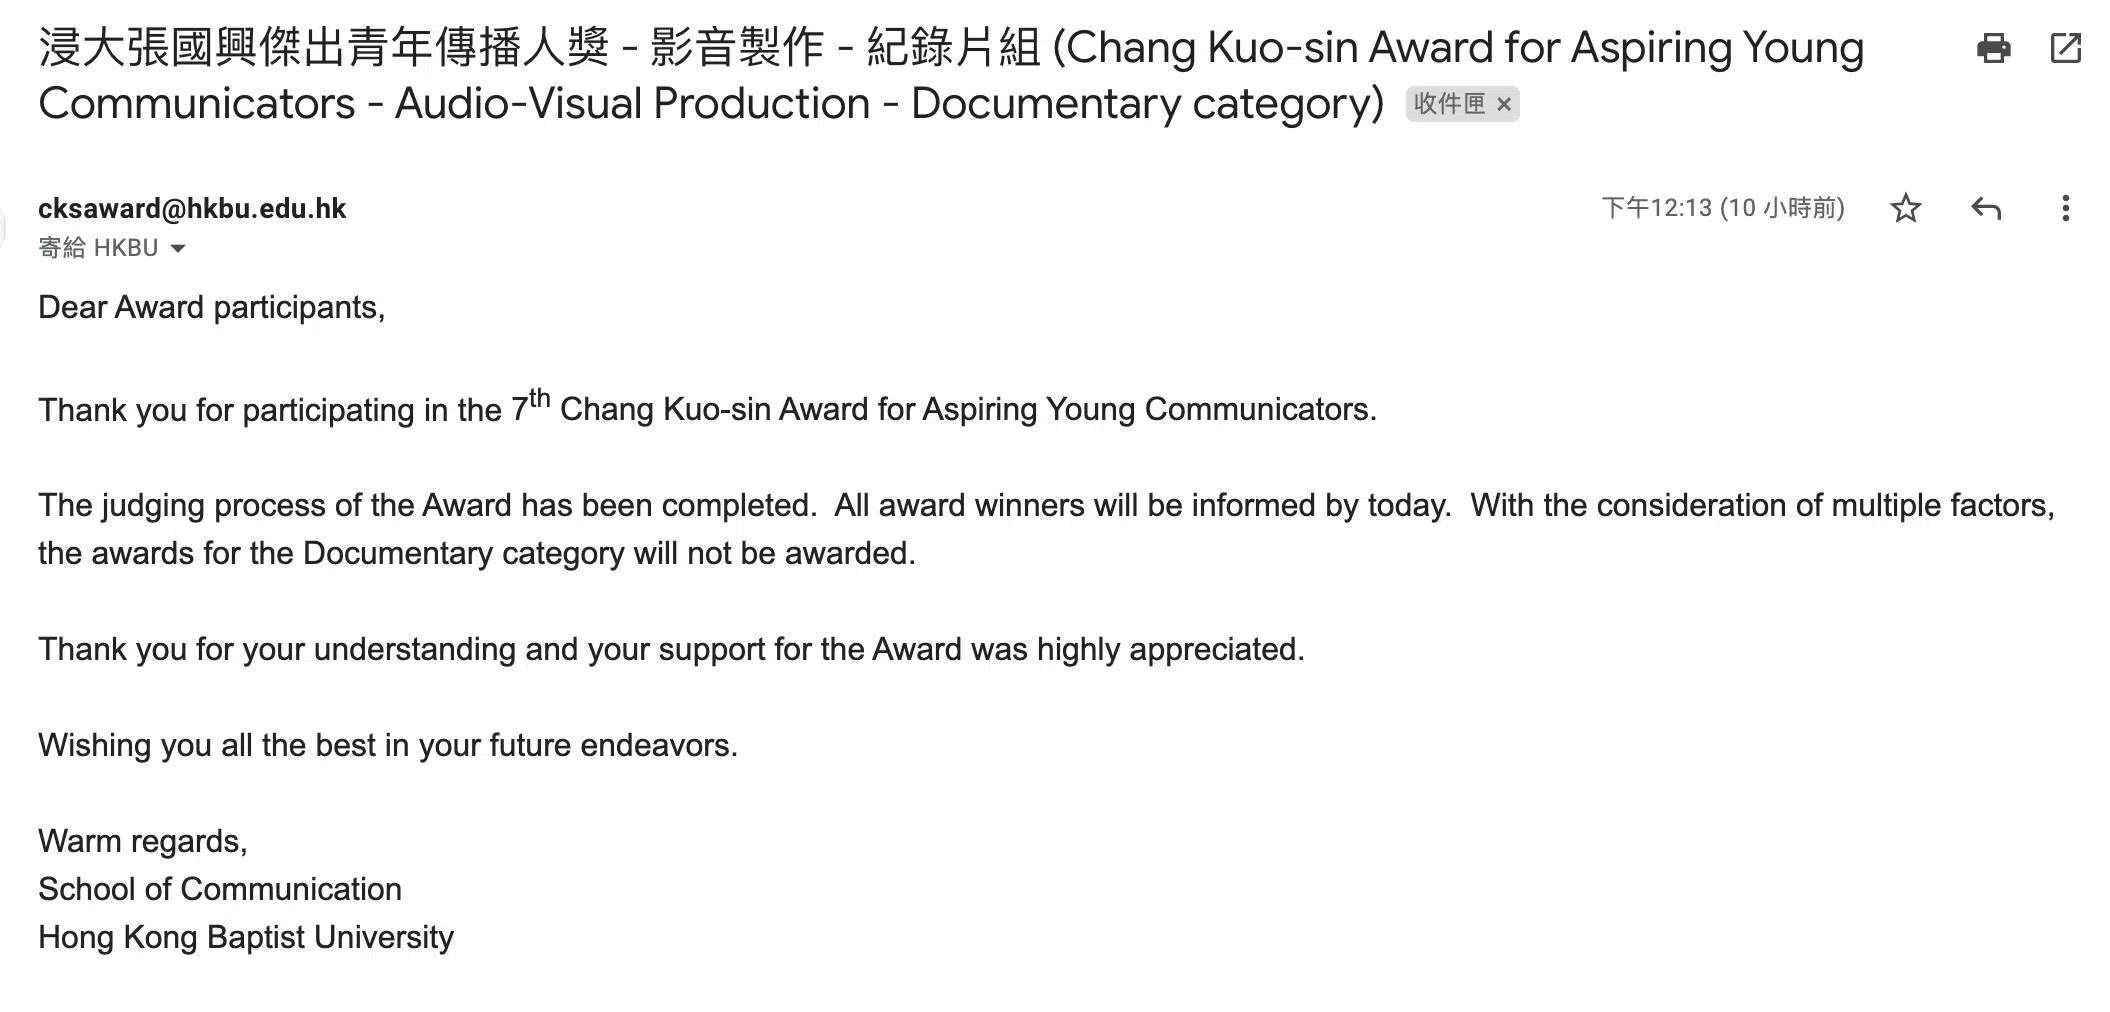 浸大張國興傑出青年傳播人獎 - 影音製作 - 紀錄片組 (Chang Kuo-sin Award for Aspiring Young
Communicators - Audio-Visual Production - Documentary category) 收件匣 ×
cksaward@hkbu.edu.hk
下午12:13 (10 小時前)
寄給 HKBU
Dear Award participants,
Thank you for participating in the 7th Chang Kuo-sin Award for Aspiring Young Communicators.
The judging process of the Award has been completed.  All award winners will be informed by today.  With the consideration of multiple factors,
the awards for the Documentary category will not be awarded.
Thank you for your understanding and your support for the Award was highly appreciated.
Wishing you all the best in your future endeavors.
Warm regards,
School of Communication
Hong Kong Baptist University